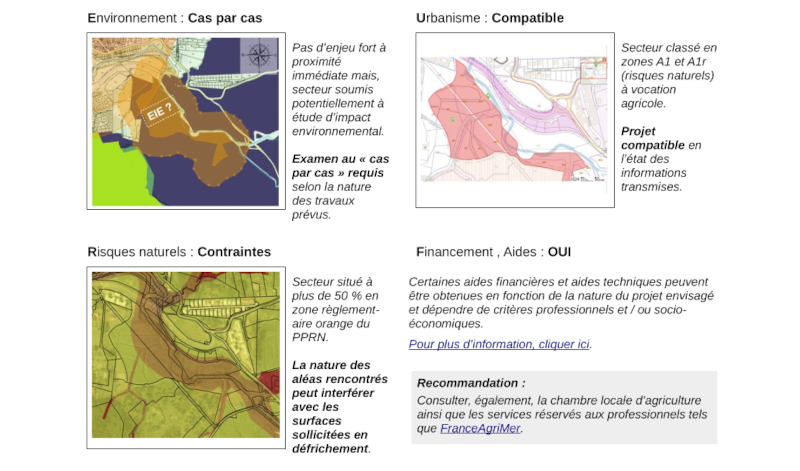 Environnement : Cas par cas
EIE ?
Pas d'enjeu fort à
proximité
immédiate mais,
secteur soumis
potentiellement à
étude d'impact
environnemental.
Examen au « cas
par cas » requis
selon la nature
des travaux
prévus.
Urbanisme : Compatible
Secteur classé en
zones A1 et A1r
(risques naturels)
à vocation
agricole.
Projet
compatible en
l'état des
informations
transmises.
Risques naturels : Contraintes
Secteur situé à
plus de 50 % en
zone règlement-
aire orange du
PPRN.
La nature des
aléas rencontrés
peut interférer
avec les
surfaces
sollicitées en
défrichement.
Financement , Aides : OUI
Certaines aides financières et aides techniques peuvent
être obtenues en fonction de la nature du projet envisagé
et dépendre de critères professionnels et / ou socio-
économiques.
Pour plus d'information, cliquer ici.
Recommandation :
Consulter, également, la chambre locale d'agriculture
ainsi que les services réservés aux professionnels tels
que FranceAgriMer.